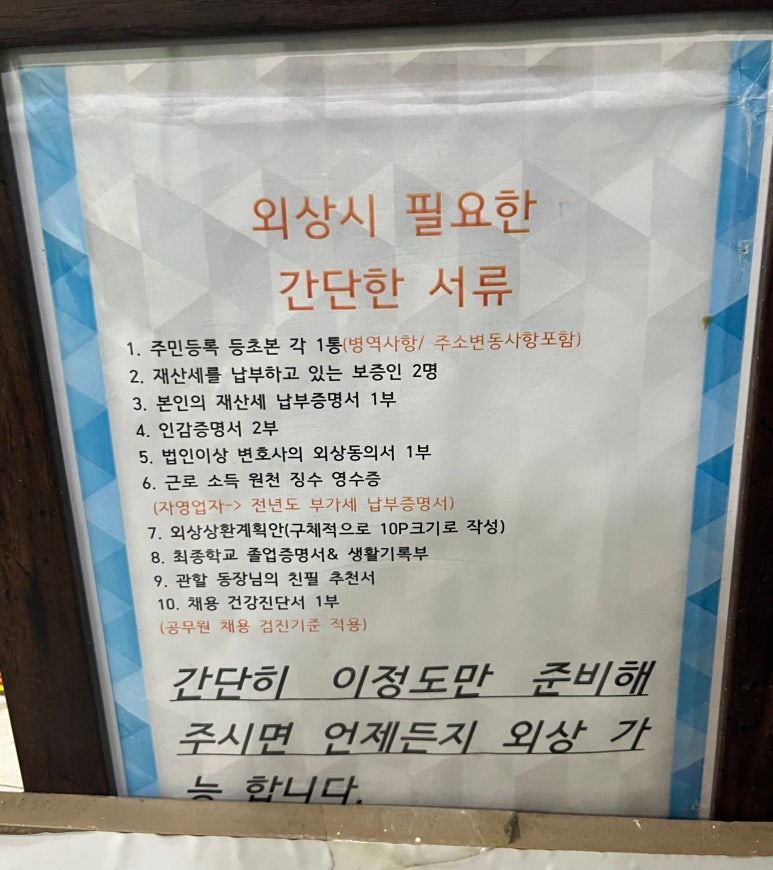 외상시 필요한
간단한 서류
1. 주민등록 등초본 각 1통(병역사항/ 주소변동사항포함)
2. 재산세를 납부하고 있는 보증인 2명
3. 본인의 재산세 납부증명서 1부
4. 인감증명서 2부
5. 법인이상 변호사의 외상동의서 1부
6. 근로 소득 원천 징수 영수증
(자영업자-> 전년도 부가세 납부증명서)
7. 외상상환계획안(구체적으로 10P크기로 작성)
8. 최종학교 졸업증명서& 생활기록부
9. 관할 동장님의 친필 추천서
10. 채용 건강진단서 1부
(공무원 채용 검진기준 적용)
간단히 이정도만 준비해
주시면 언제든지 외상 가
능 합니다.